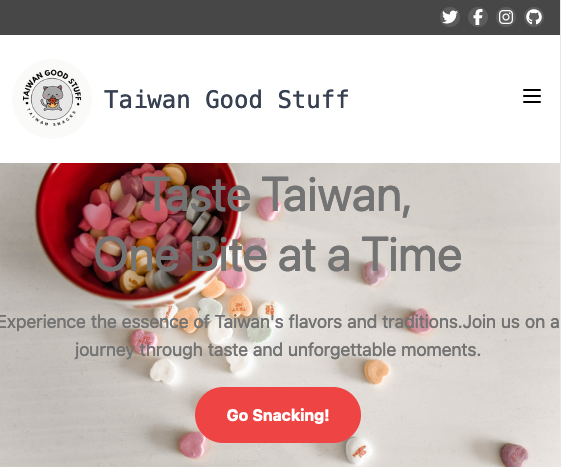 TAIWAN GOOD STUFF
TAIWAN SNACKS
Taiwan Good Stuff
Taste Taiwan,
One Bite at a Time
Experience the essence of Taiwan's flavors and traditions.Join us on a
journey through taste and unforgettable moments.
Go Snacking!